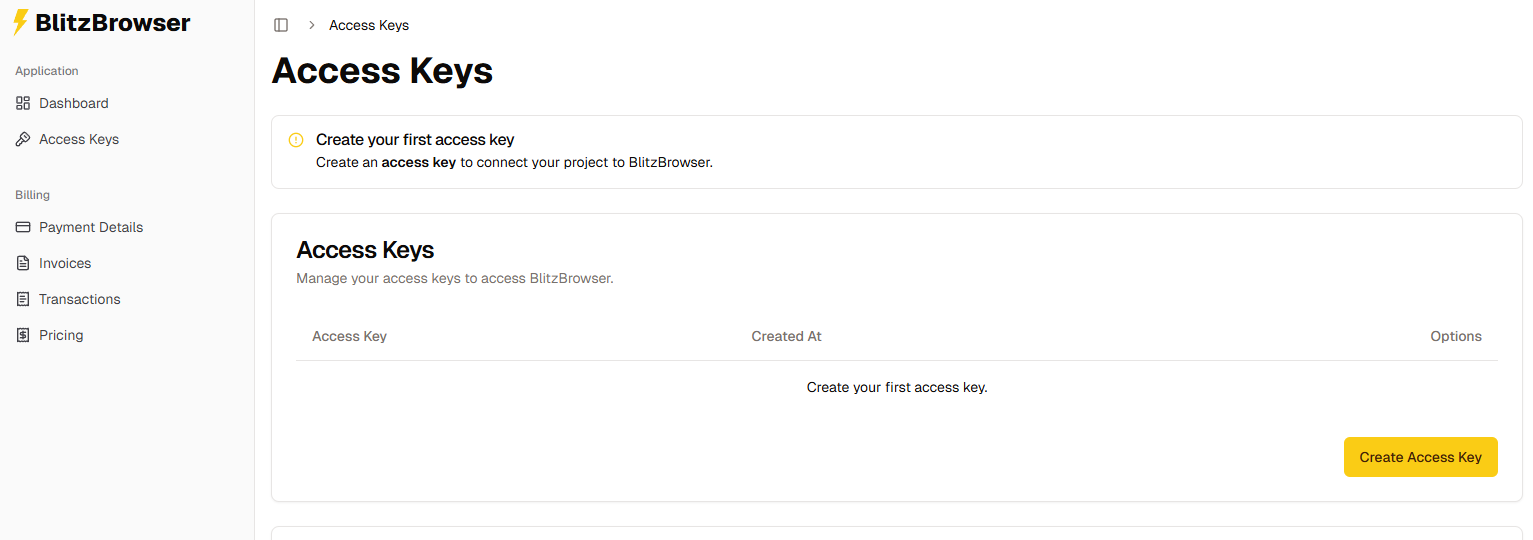 BlitzBrowser
Application
Dashboard
Access Keys
Billing
Payment Details
Invoices
Transactions
Pricing
Access Keys
Access Keys
Create your first access key
Create an access key to connect your project to BlitzBrowser.
Access Keys
Manage your access keys to access BlitzBrowser.
Access Key Created At Options
Create your first access key.
Create Access Key